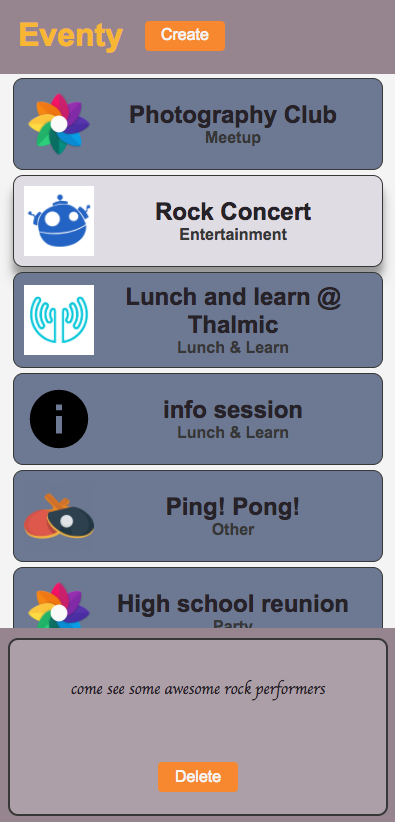 Eventy
Create
Photography Club
Meetup
Rock Concert
Entertainment
Lunch and learn @
Thalmic
Lunch & Learn
info session
Lunch & Learn
Ping! Pong!
Other
High school reunion
Party
come see some awesome rock performers
Delete